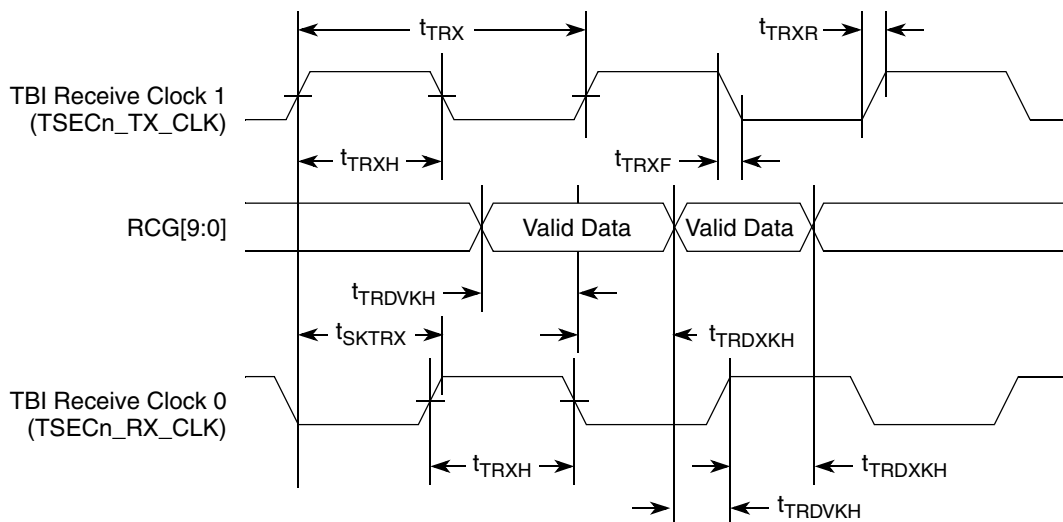 tTRX
tTRXR
TBI Receive Clock 1
(TSECn_TX_CLK)
tTRXH
tTRXF
RCG[9:0]
Valid Data
Valid Data
tTRDVKH
tSKTRX
tTRDXKH
TBI Receive Clock 0
(TSECn_RX_CLK)
tTRXH
tTRDXKH
tTRDVKH